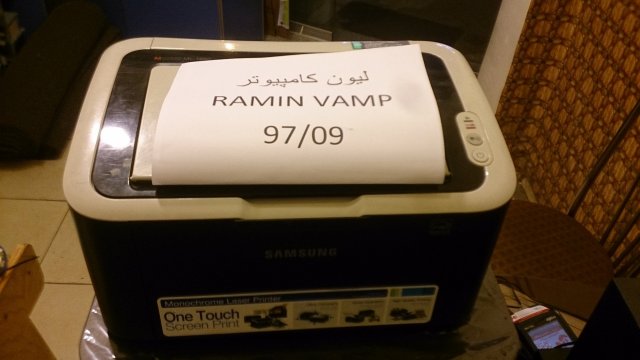 لیون کامپیوتر
RAMIN VAMP
97/09
SAMSUNG
Monochrome Laser Printer
One Touch
Screen Print